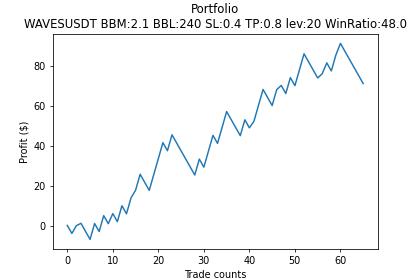 Portfolio
WAVESUSDT BBM:2.1 BBL:240 SL:0.4 TP:0.8 lev:20 WinRatio:48.0
Profit ($)
80
60
40
20
0
0 10 20 30 40 50 60
Trade counts